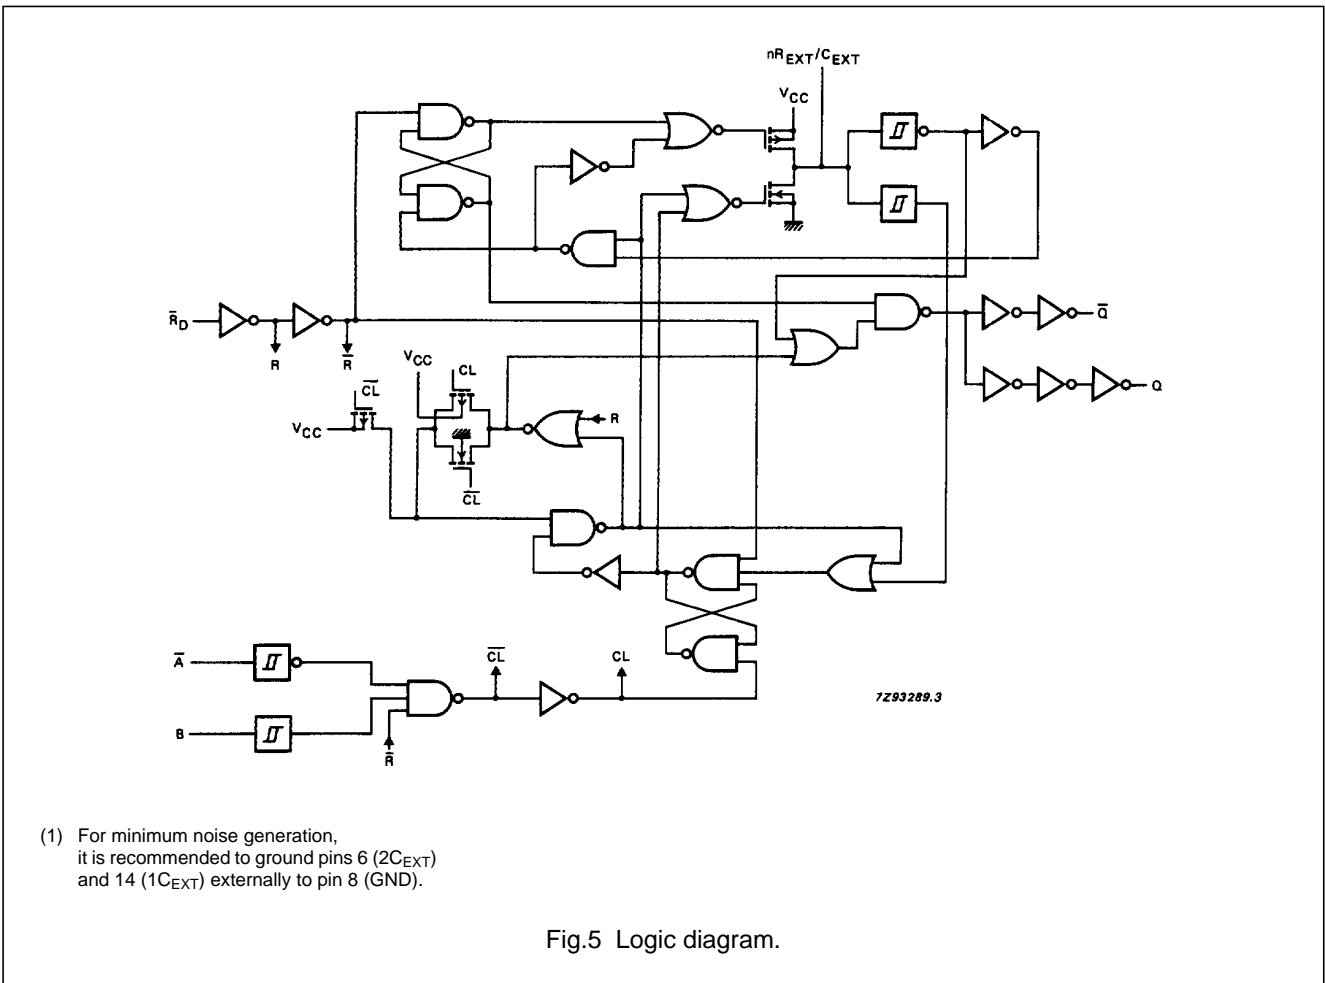 nR_EXT/C_EXT
V_CC
R̅_D
R
R̅
Q̅
Q
V_CC
CL
C̅L̅
V_CC
R
C̅L̅
A̅
C̅L̅
CL
7Z93289.3
B
R̅
(1) For minimum noise generation,
it is recommended to ground pins 6 (2C_EXT)
and 14 (1C_EXT) externally to pin 8 (GND).
Fig.5 Logic diagram.